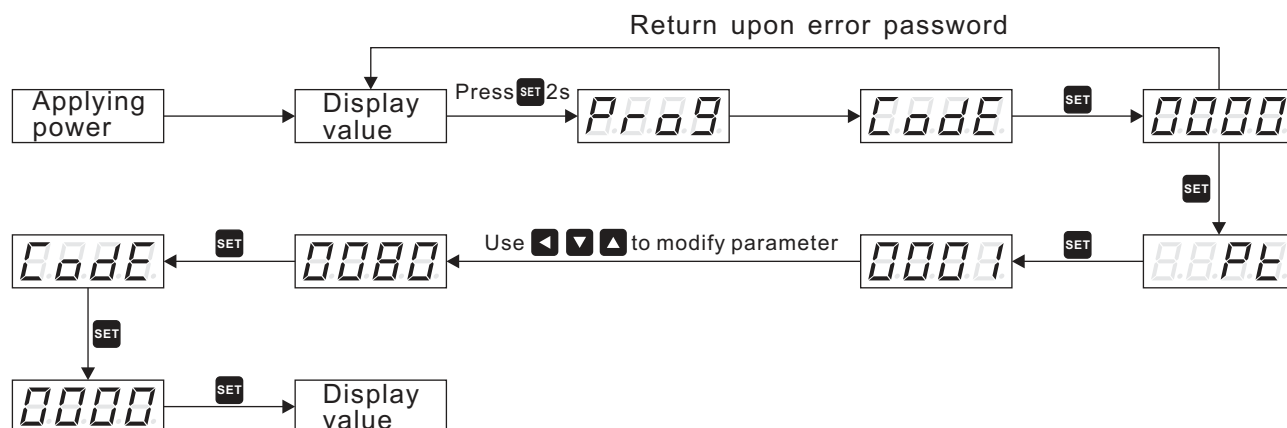 Return upon error password
Applying
power
Display
value
Press SET 2s
Prog
CodE
SET
0000
SET
CodE
SET
0080
Use ◀ ▼ ▲ to modify parameter
0001
SET
Pt
SET
0000
SET
Display
value